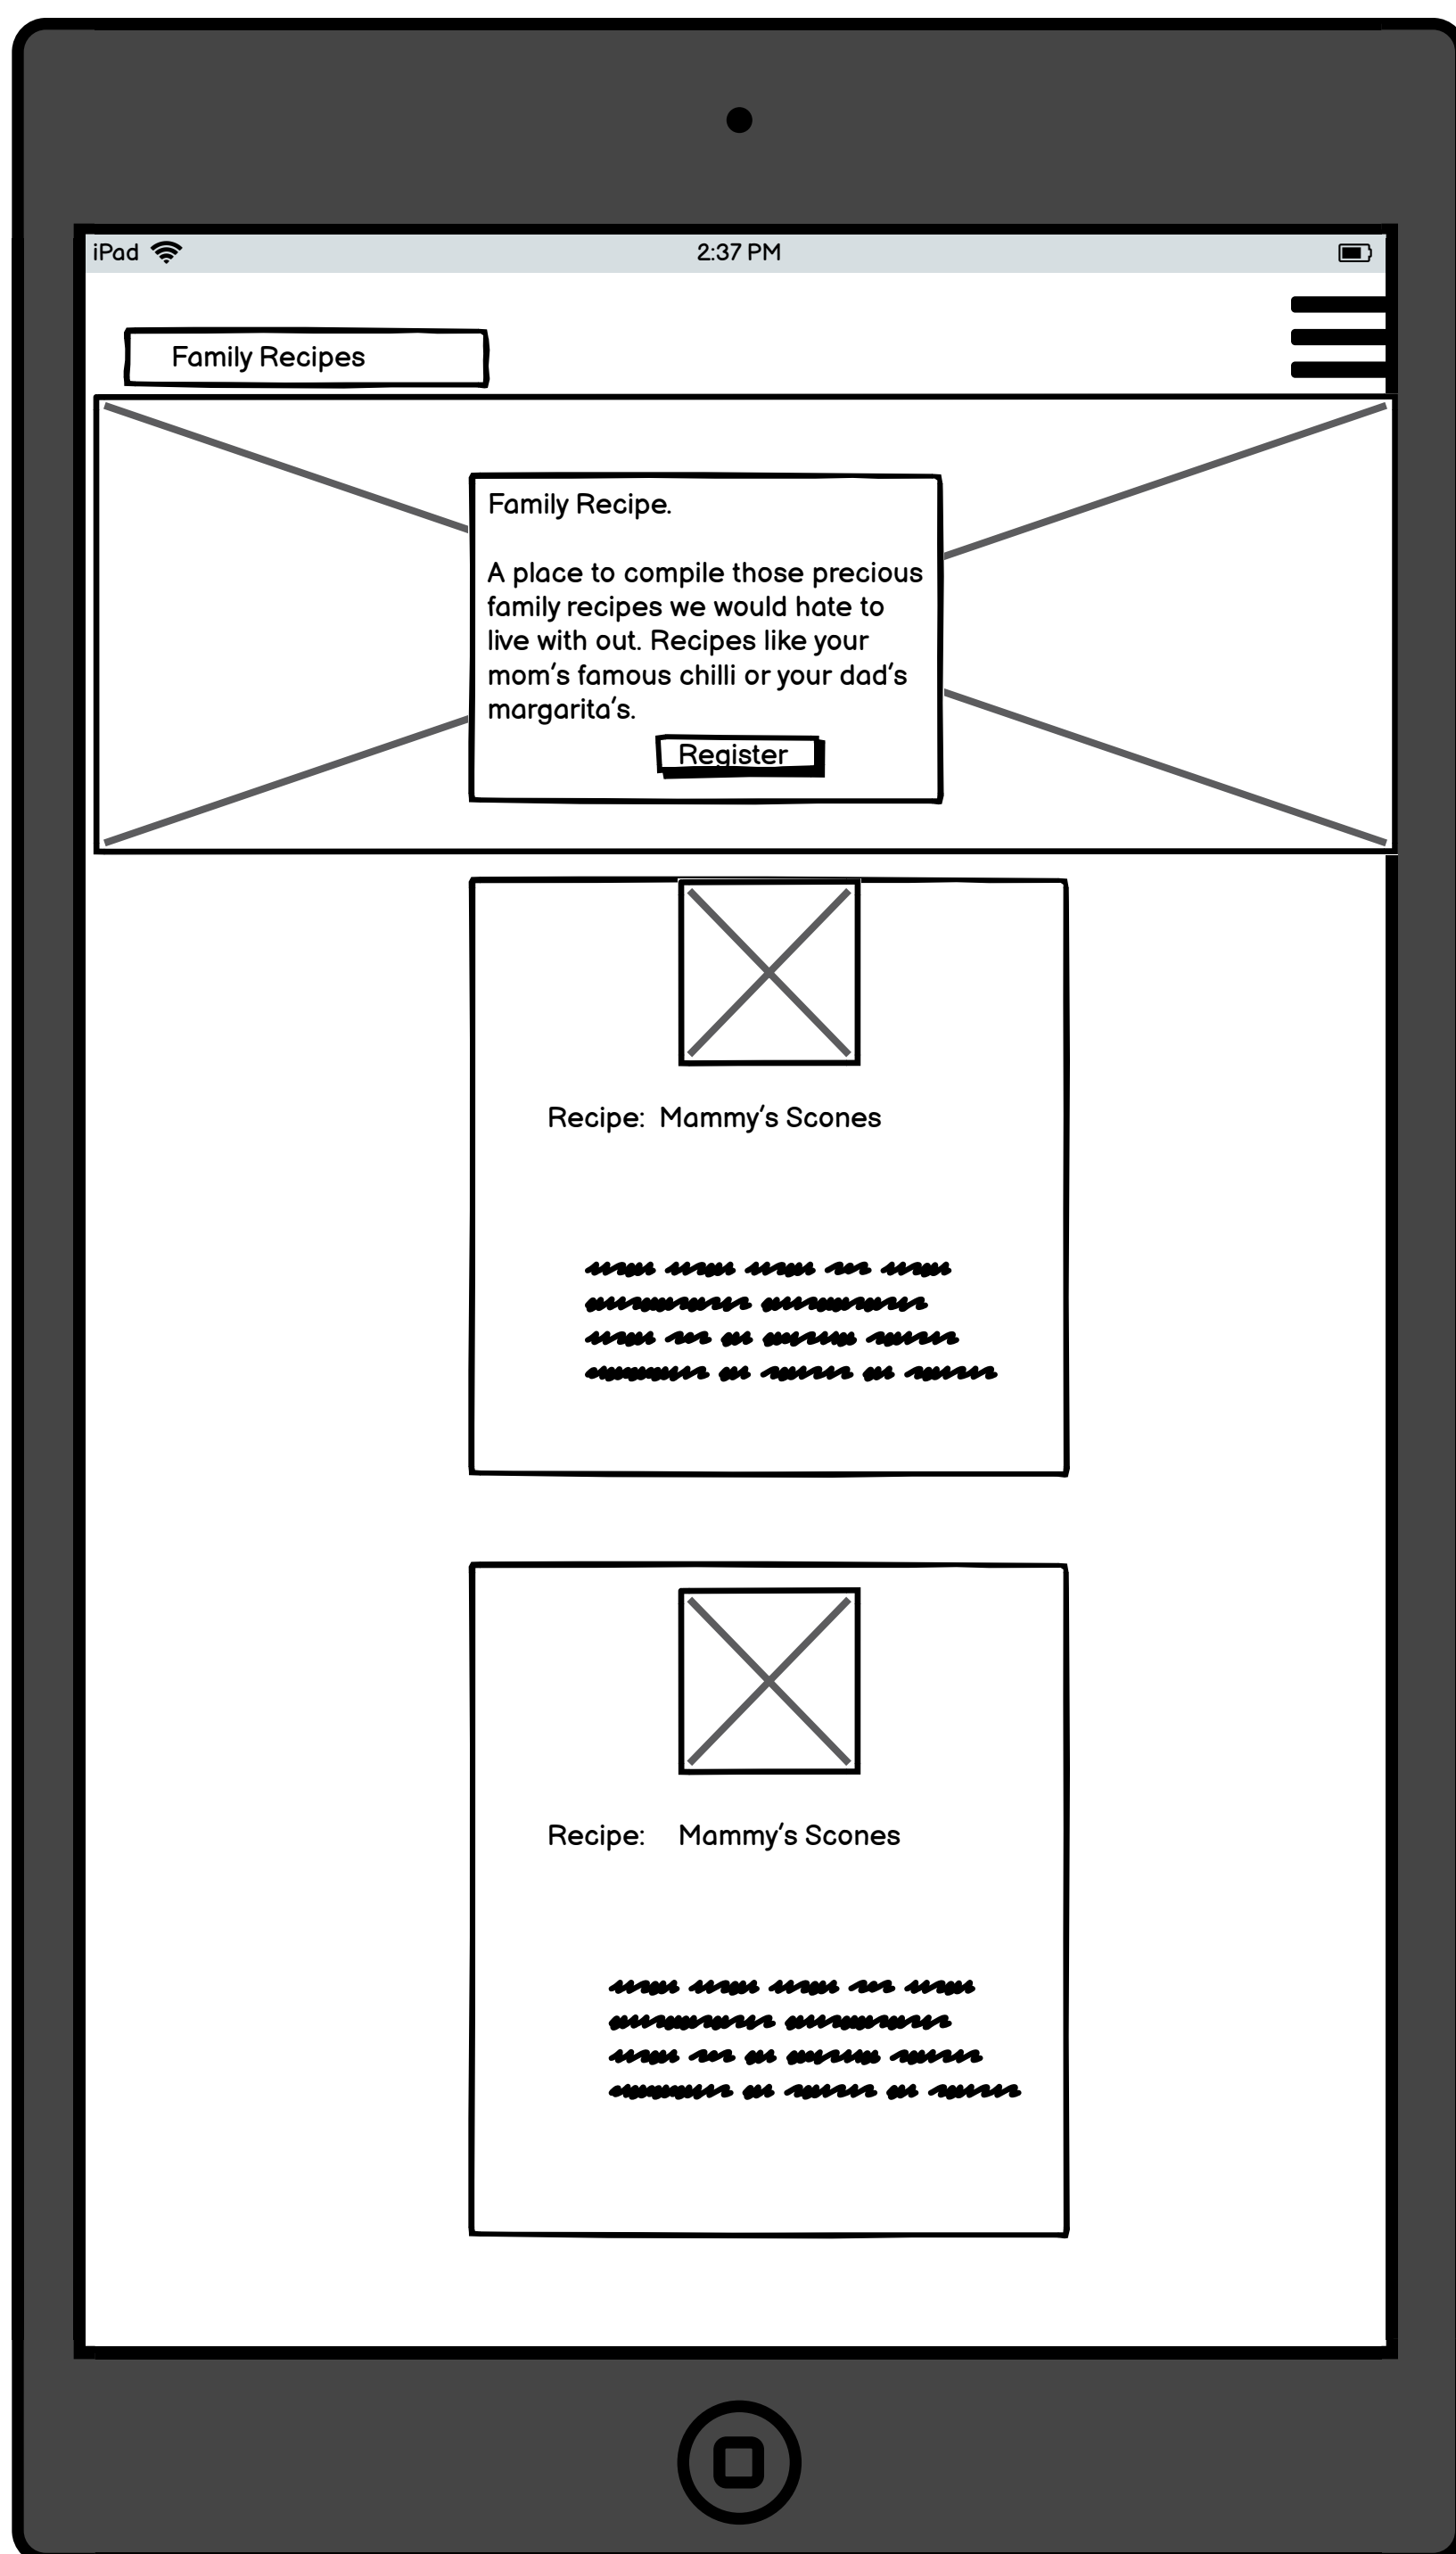 iPad 2:37 PM
Family Recipes
Family Recipe.
A place to compile those precious
family recipes we would hate to
live with out. Recipes like your
mom's famous chilli or your dad's
margarita's.
Register
Recipe: Mammy's Scones
Recipe: Mammy's Scones